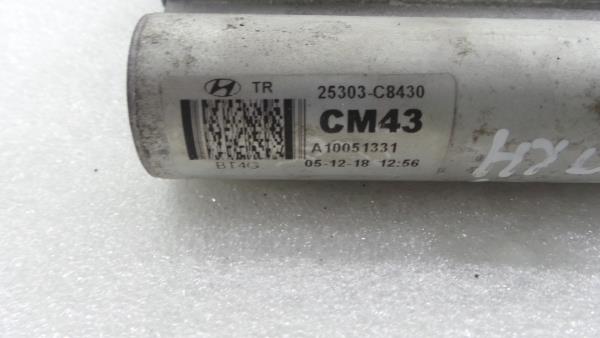 TR 25303-C8430
CM43
A10051331
BT4G 05-12-18 12:56